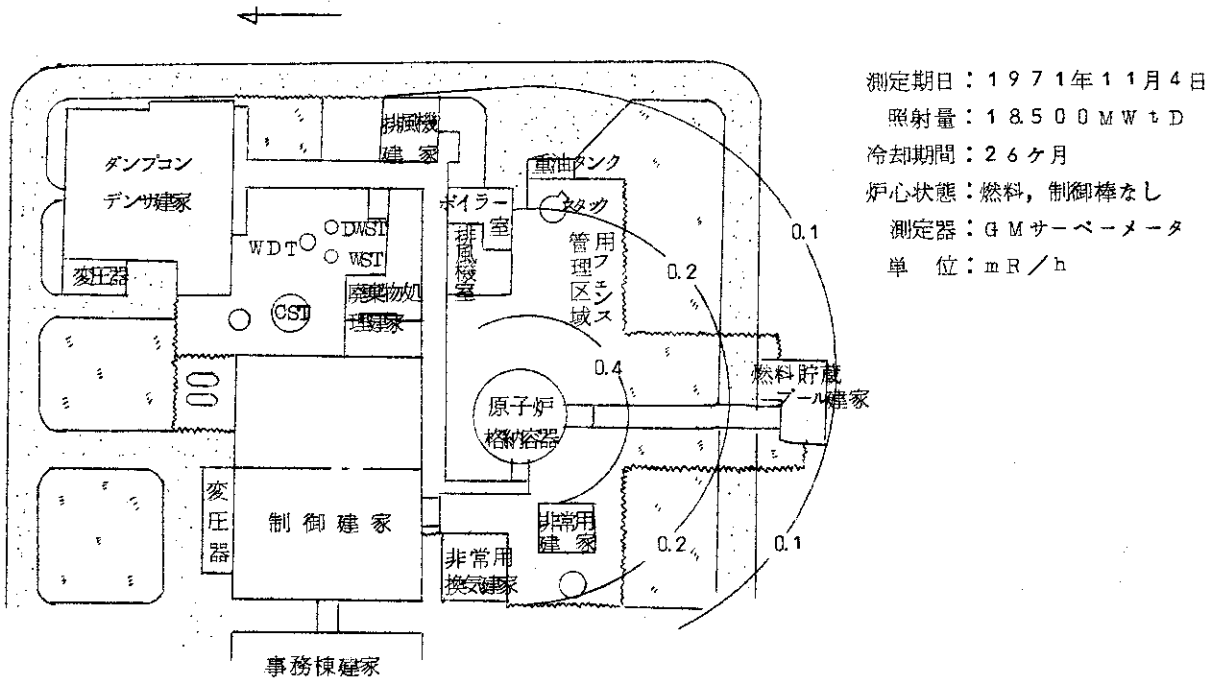 測定期日：1971年11月4日
照射量：18.500MWtD
冷却期間：26ケ月
炉心状態：燃料，制御棒なし
測定器：GMサーベーメータ
単 位：mR／h
排風機
建 家
ダンプコン
デンサ建家
重油タンク
スタック
ボイラー
室
DWST
WDT
WST
排風機室
管理区域
用フェンス
0.1
0.2
変圧器
廃棄物処
理建家
CST
0.4
燃料貯蔵
プール建家
原子炉
格納容器
変圧器
制御建家
非常用
建 家
0.2
0.1
非常用
換気建家
事務棟建家